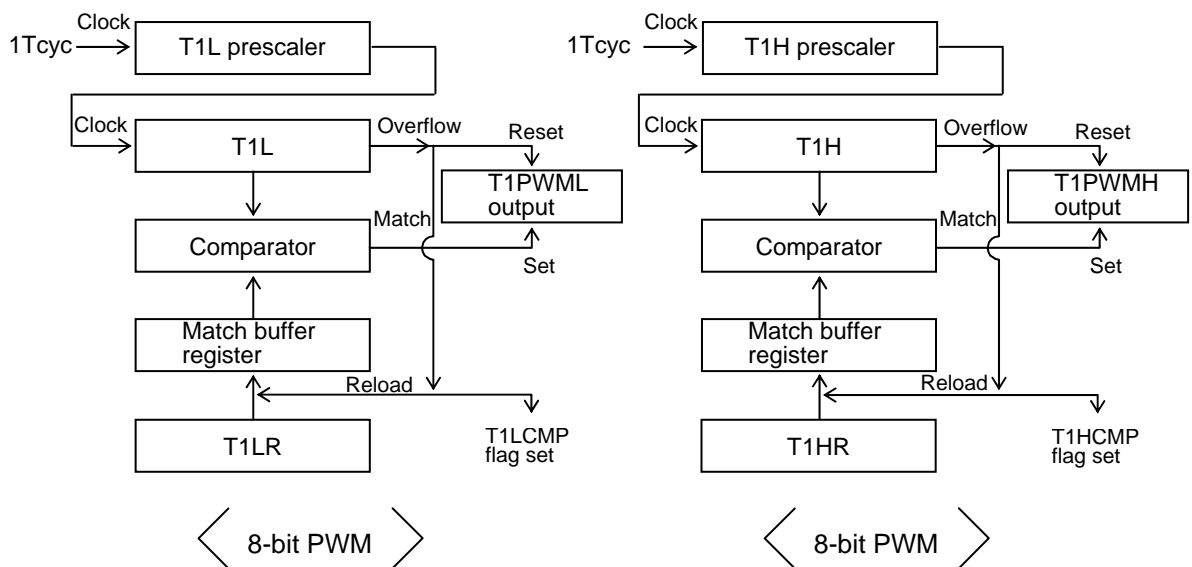 Clock
1Tcyc
T1L prescaler
Clock
T1L
Overflow
Reset
T1PWML
output
Match
Comparator
Set
Match buffer
register
Reload
T1LR
T1LCMP
flag set
8-bit PWM
Clock
1Tcyc
T1H prescaler
Clock
T1H
Overflow
Reset
T1PWMH
output
Match
Comparator
Set
Match buffer
register
Reload
T1HR
T1HCMP
flag set
8-bit PWM